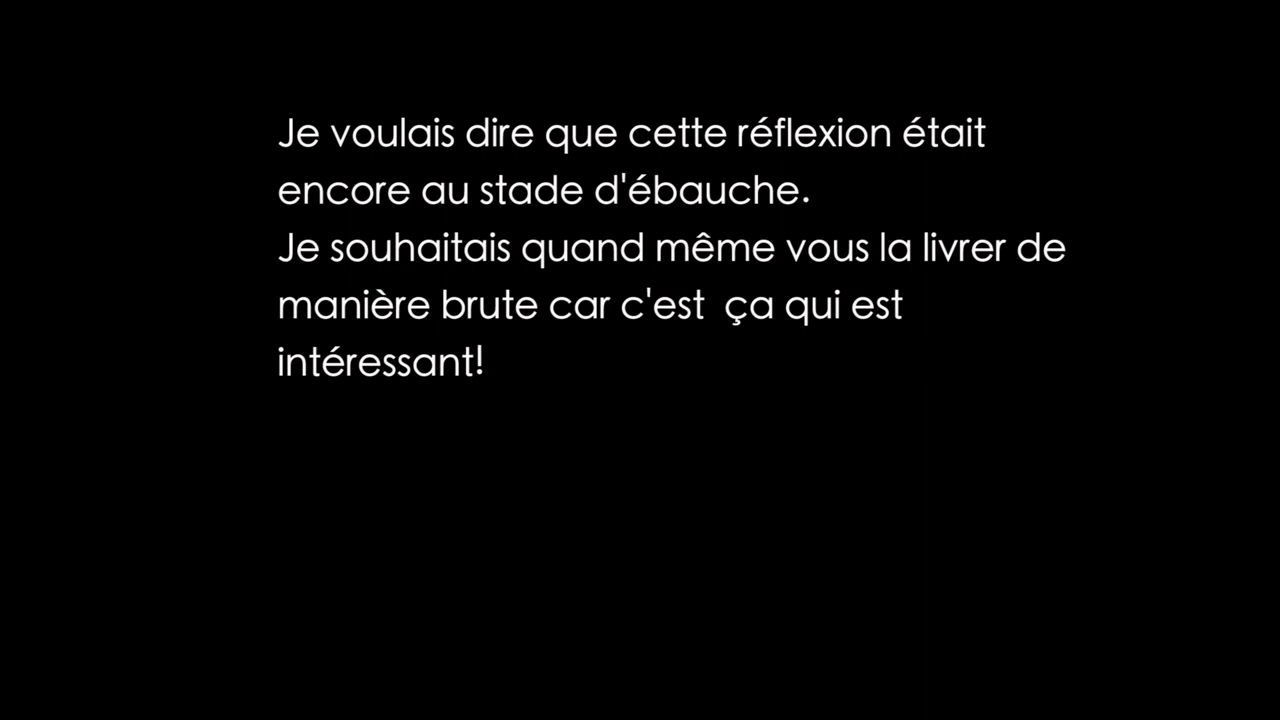 Je voulais dire que cette réflexion était
encore au stade d'ébauche.
Je souhaitais quand même vous la livrer de
manière brute car c'est  ça qui est
intéressant!